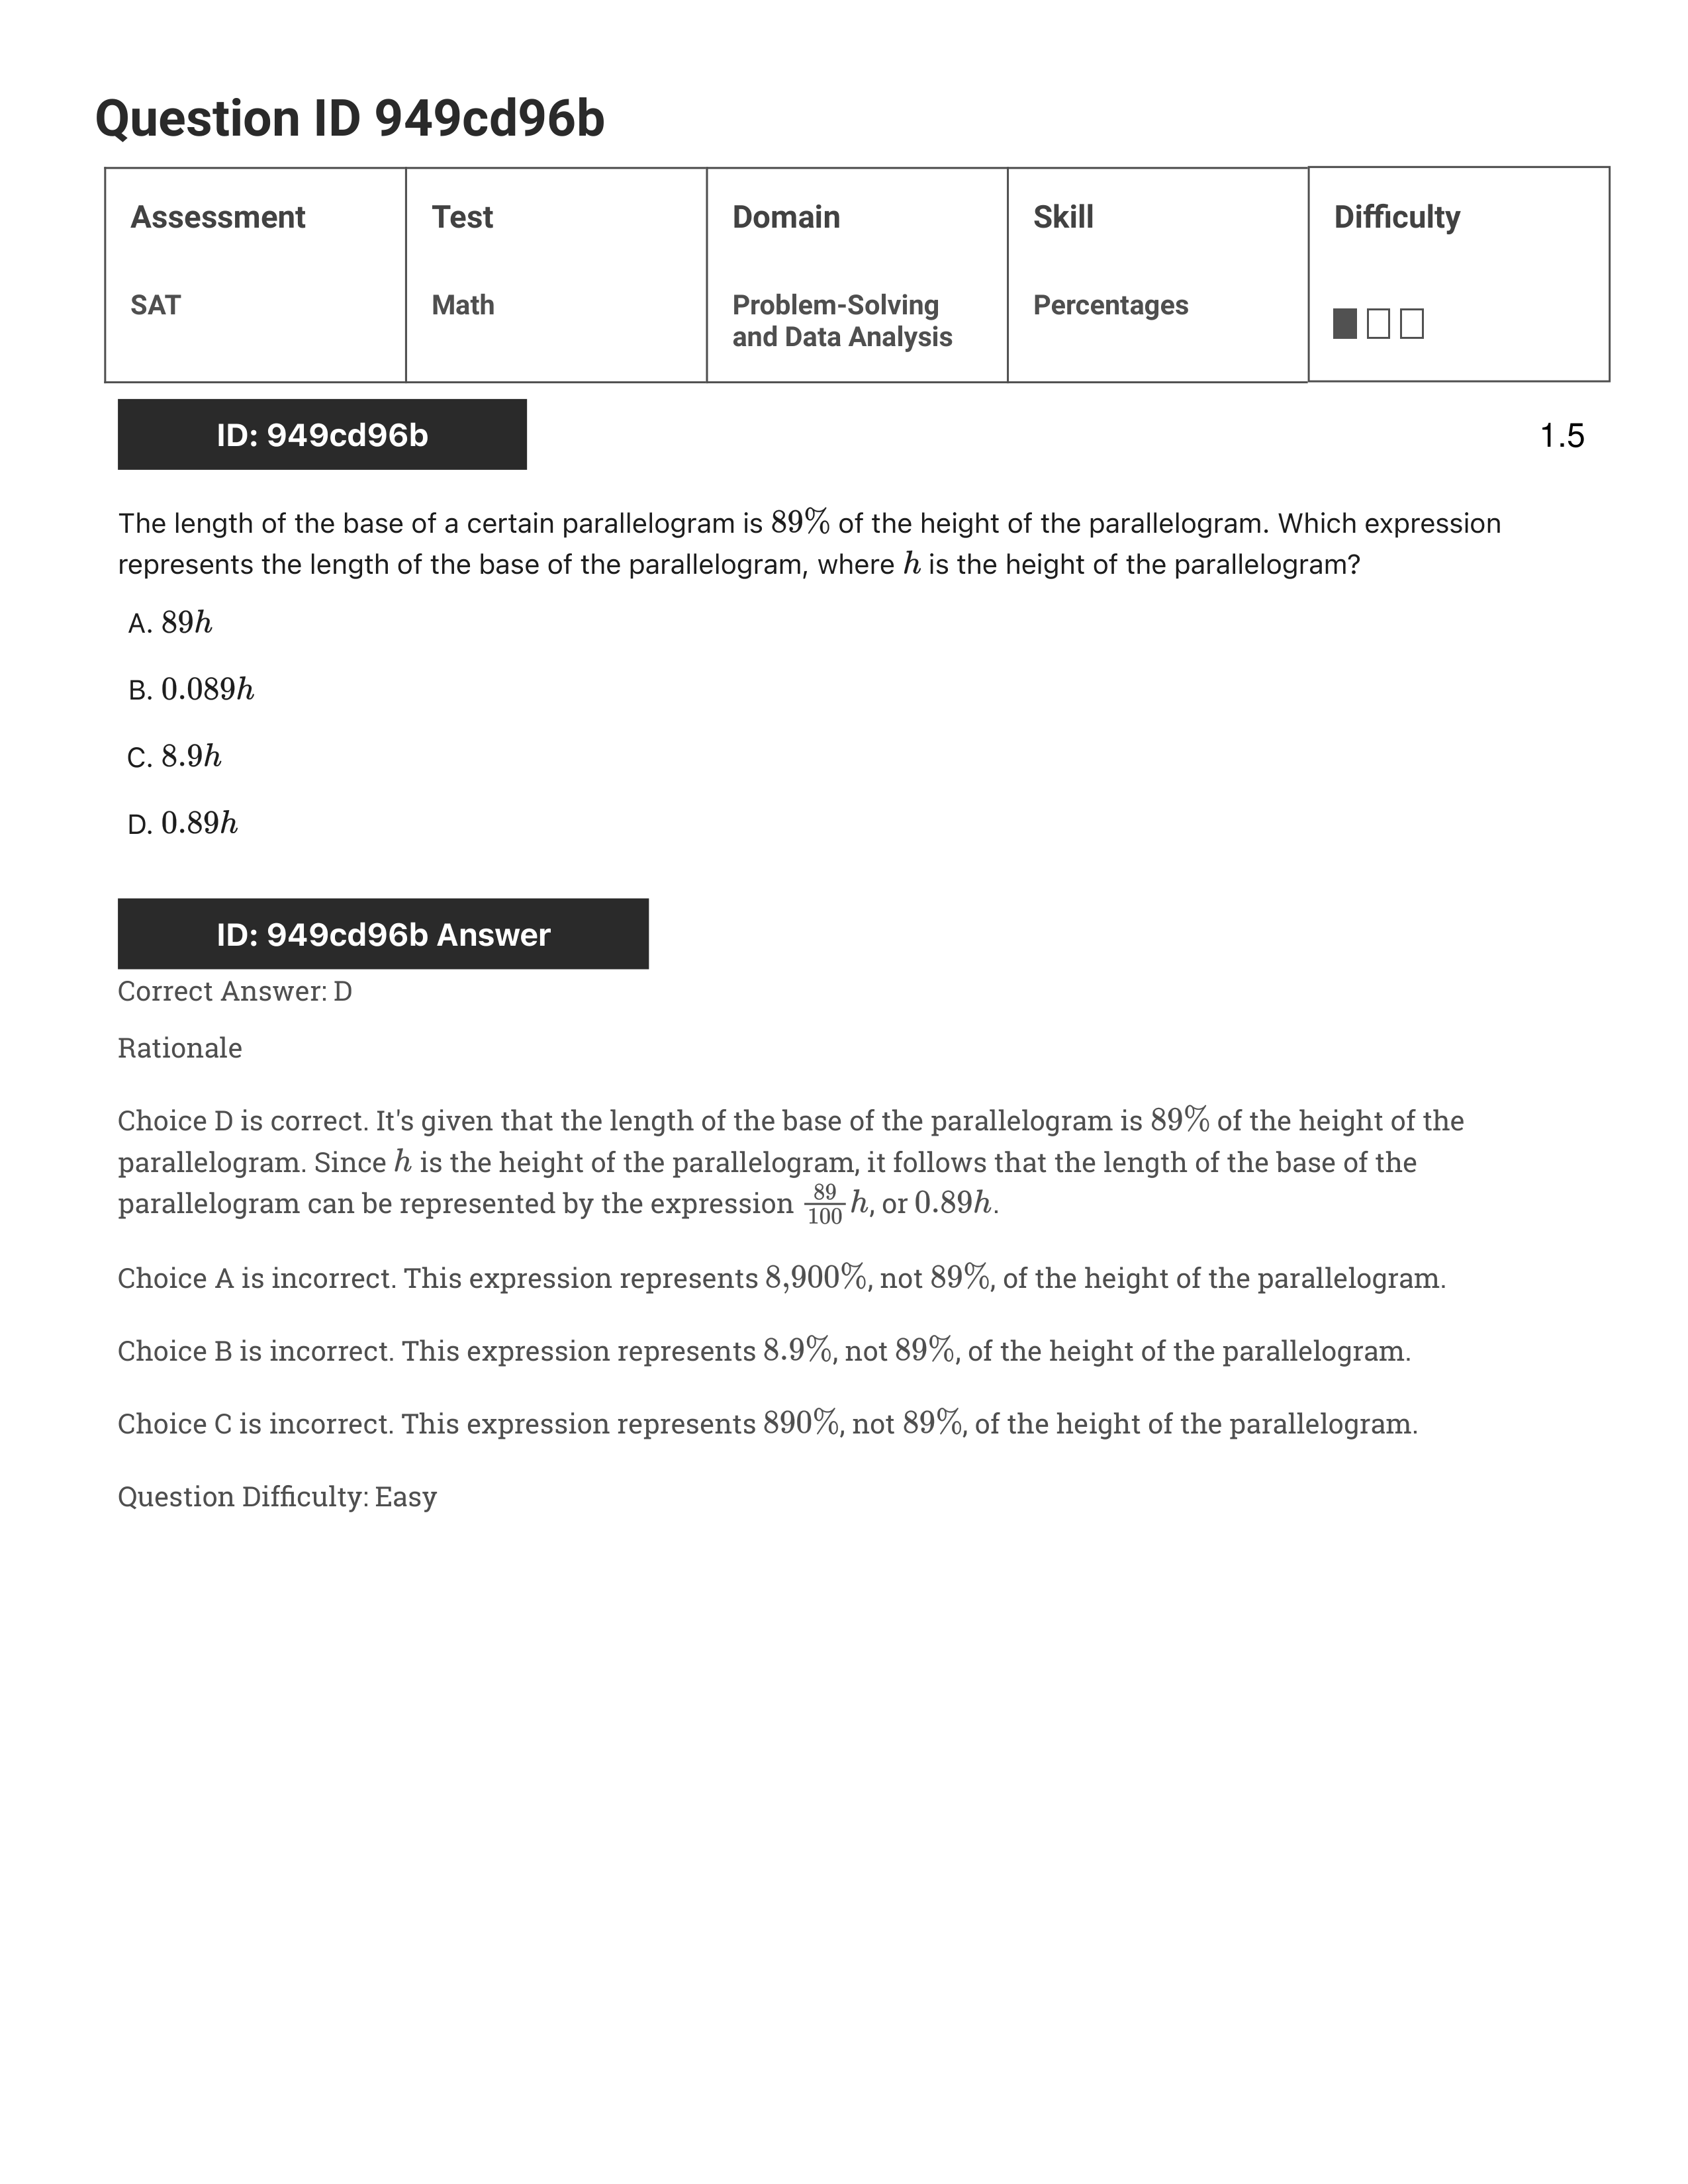 Question ID 949cd96b
Assessment Test Domain Skill Difficulty
SAT Math Problem-Solving and Data Analysis Percentages
ID: 949cd96b 1.5
The length of the base of a certain parallelogram is 89% of the height of the parallelogram. Which expression
represents the length of the base of the parallelogram, where h is the height of the parallelogram?
A. 89h
B. 0.089h
C. 8.9h
D. 0.89h
ID: 949cd96b Answer
Correct Answer: D
Rationale
Choice D is correct. It's given that the length of the base of the parallelogram is 89% of the height of the
parallelogram. Since h is the height of the parallelogram, it follows that the length of the base of the
parallelogram can be represented by the expression 89/100 h, or 0.89h.
Choice A is incorrect. This expression represents 8,900%, not 89%, of the height of the parallelogram.
Choice B is incorrect. This expression represents 8.9%, not 89%, of the height of the parallelogram.
Choice C is incorrect. This expression represents 890%, not 89%, of the height of the parallelogram.
Question Difficulty: Easy